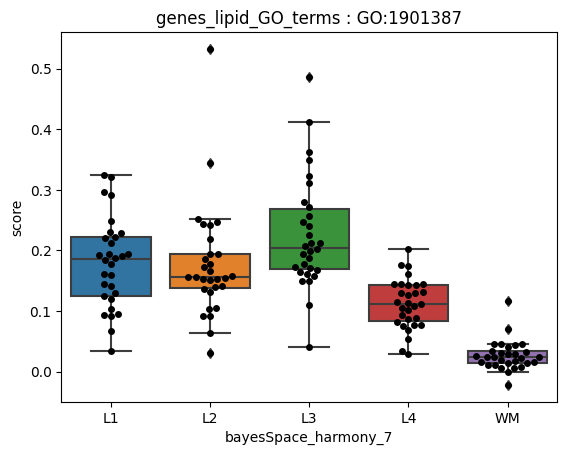 genes_lipid_GO_terms : GO:1901387
0.5
0.4
0.3
0.2
0.1
0.0
score
L1 L2 L3 L4 WM
bayesSpace_harmony_7